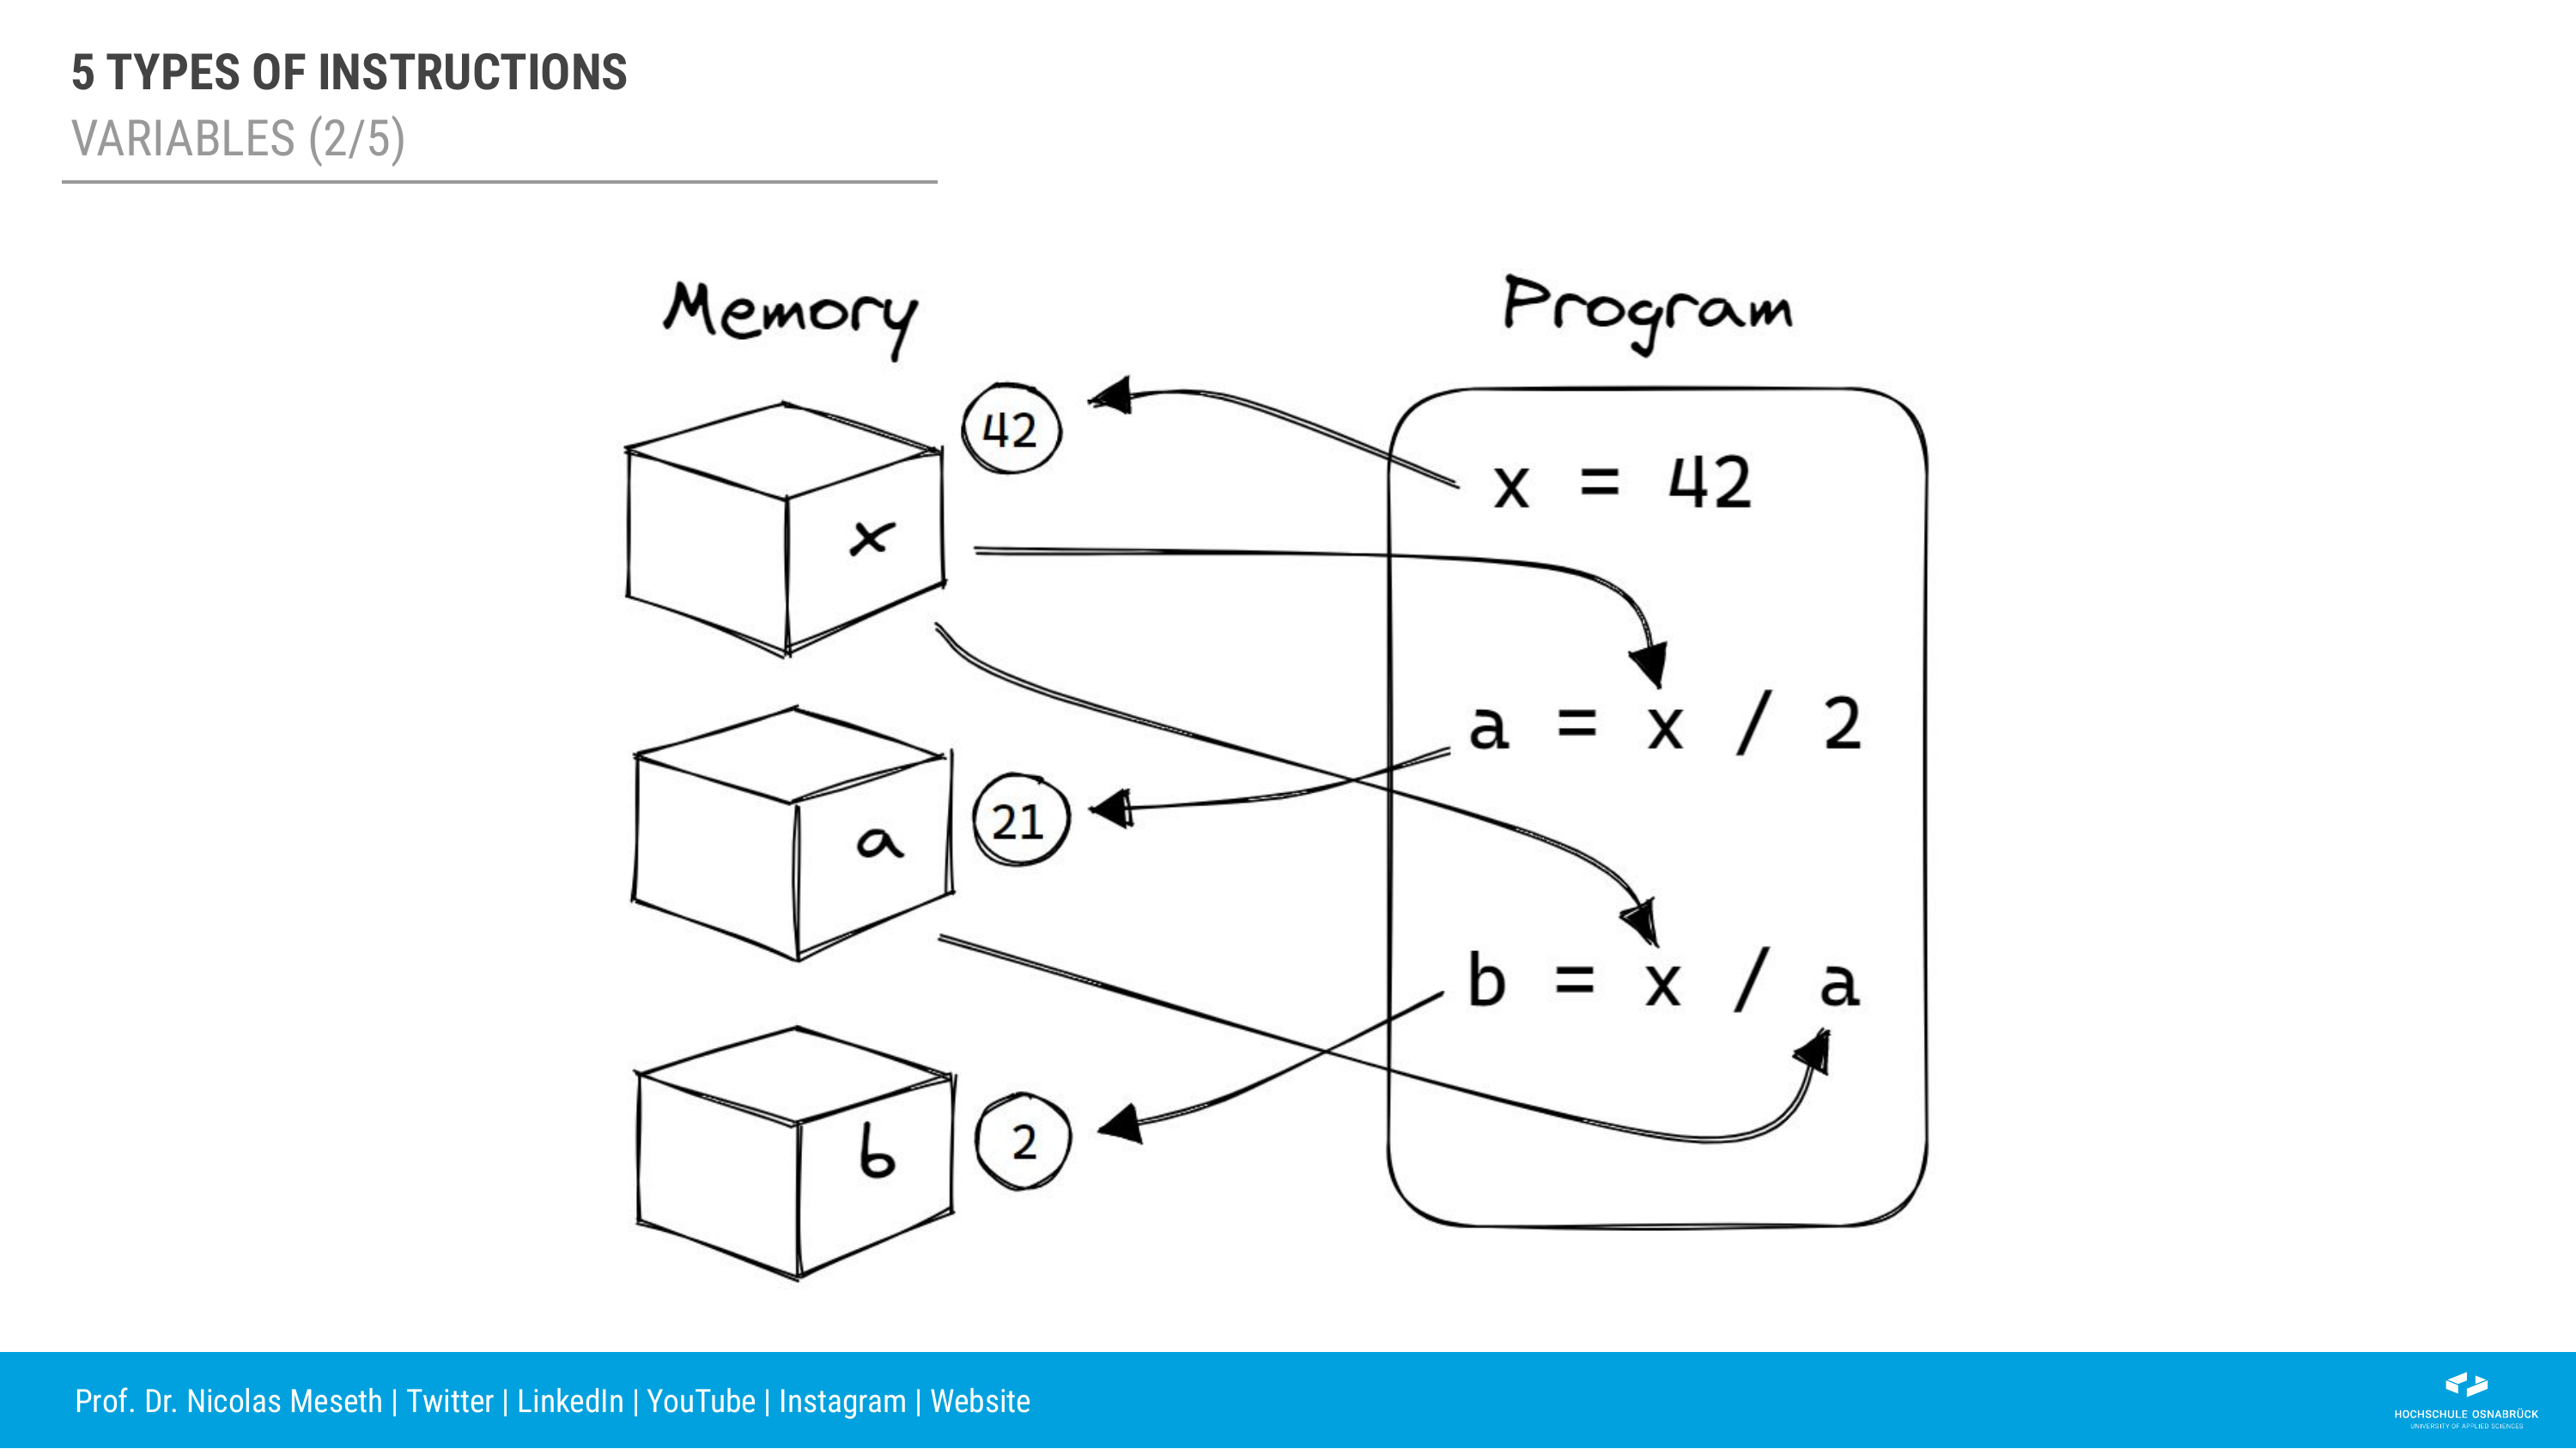 5 TYPES OF INSTRUCTIONS
VARIABLES (2/5)
Memory
Program
42
x
x = 42
a = x / 2
21
a
b = x / a
2
b
Prof. Dr. Nicolas Meseth | Twitter | LinkedIn | YouTube | Instagram | Website
HOCHSCHULE OSNABRÜCK
UNIVERSITY OF APPLIED SCIENCES